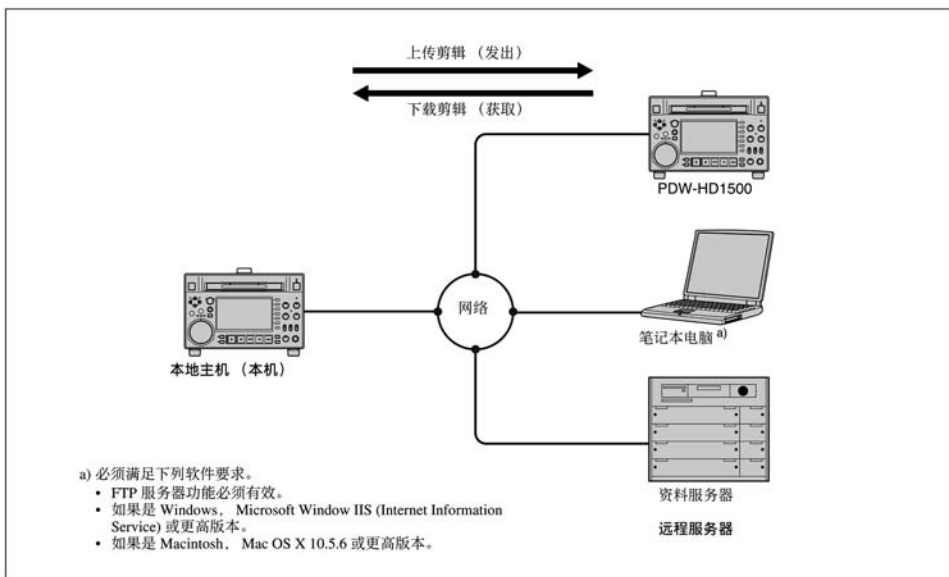 上传剪辑 （发出）
下载剪辑 （获取）
PDW-HD1500
网络
笔记本电脑 a)
本地主机 （本机）
资料服务器
远程服务器
a) 必须满足下列软件要求。
• FTP 服务器功能必须有效。
• 如果是 Windows， Microsoft Window IIS (Internet Information
Service) 或更高版本。
• 如果是 Macintosh， Mac OS X 10.5.6 或更高版本。